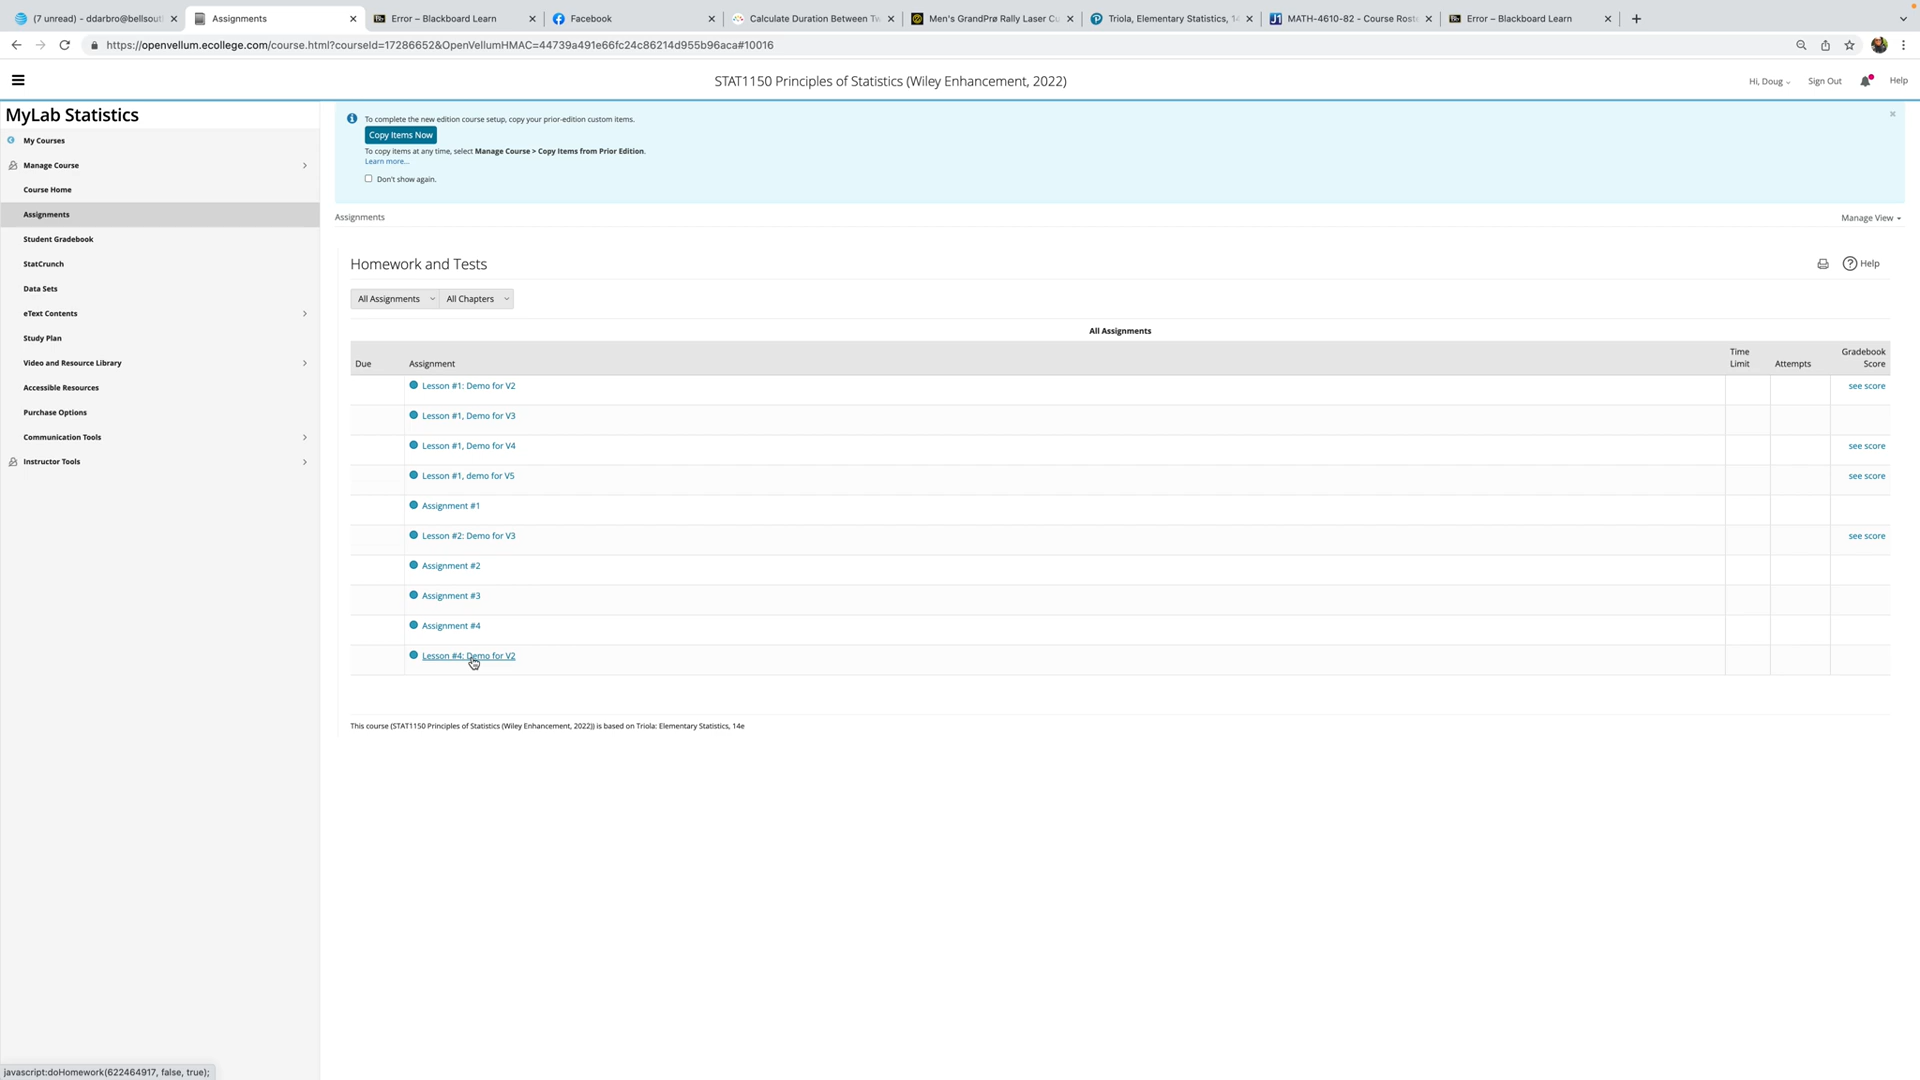 (7 unread) - ddarbro@bellsout
Assignments
Error – Blackboard Learn
Facebook
Calculate Duration Between Tw
Men's GrandPrø Rally Laser Cu
Triola, Elementary Statistics, 14
MATH-4610-82 - Course Roste
Error – Blackboard Learn
https://openvellum.ecollege.com/course.html?courseId=17286652&OpenVellumHMAC=44739a491e66fc24c86214d955b96aca#10016
STAT1150 Principles of Statistics (Wiley Enhancement, 2022)
Hi, Doug
Sign Out
Help
MyLab Statistics
My Courses
Manage Course
Course Home
Assignments
Student Gradebook
StatCrunch
Data Sets
eText Contents
Study Plan
Video and Resource Library
Accessible Resources
Purchase Options
Communication Tools
Instructor Tools
To complete the new edition course setup, copy your prior-edition custom items.
Copy Items Now
To copy items at any time, select Manage Course > Copy Items from Prior Edition.
Learn more...
Don't show again.
Assignments
Manage View
Homework and Tests
Help
All Assignments
All Chapters
All Assignments
Due Assignment Time Limit Attempts Gradebook Score
Lesson #1: Demo for V2 see score
Lesson #1, Demo for V3
Lesson #1, Demo for V4 see score
Lesson #1, demo for V5 see score
Assignment #1
Lesson #2: Demo for V3 see score
Assignment #2
Assignment #3
Assignment #4
Lesson #4: Demo for V2
This course (STAT1150 Principles of Statistics (Wiley Enhancement, 2022)) is based on Triola: Elementary Statistics, 14e
javascript:doHomework(622464917, false, true);